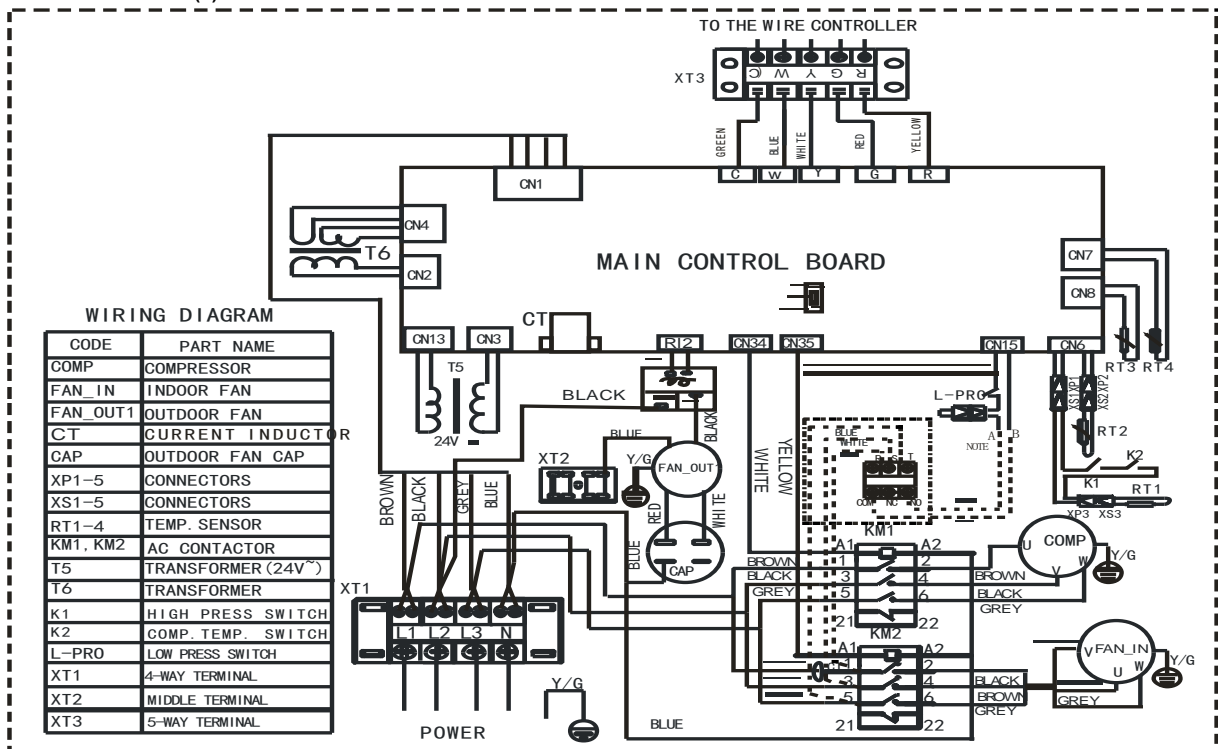 TO THE WIRE CONTROLLER
XT3
C W Y G R
GREEN
BLUE
WHITE
RED
YELLOW
C W Y G R
CN1
CN4
T6
CN2
MAIN CONTROL BOARD
CN7
CN8
CN13
CN3
CT
RI2
CN34
CN35
CN15
CN6
RT3 RT4
WIRING DIAGRAM
CODE PART NAME
COMP COMPRESSOR
FAN_IN INDOOR FAN
FAN_OUT1 OUTDOOR FAN
CT CURRENT INDUCTOR
CAP OUTDOOR FAN CAP
XP1-5 CONNECTORS
XS1-5 CONNECTORS
RT1-4 TEMP. SENSOR
KM1, KM2 AC CONTACTOR
T5 TRANSFORMER(24V~)
T6 TRANSFORMER
K1 HIGH PRESS SWITCH
K2 COMP. TEMP. SWITCH
L-PRO LOW PRESS SWITCH
XT1 4-WAY TERMINAL
XT2 MIDDLE TERMINAL
XT3 5-WAY TERMINAL
T5
24V
BLACK
BLACK
BLUE
XT2
Y/G
FAN_OUT1
RED
WHITE
BLUE
CAP
BROWN
BLACK
GREY
BLUE
XT1
L1 L2 L3 N
POWER
Y/G
WHITE
YELLOW
L-PRO
NOTE
A B
BLUE
WHITE
R S T
COM NC NO
XS1XP1
XS2XP2
RT2
K2
K1
RT1
XP3 XS3
KM1
A1 A2
BROWN 1 2
BLACK 3 4 BROWN
GREY 5 6 BLACK
GREY
21 22
COMP
U V W
Y/G
KM2
A1 A2
1 2
3 4 BLACK
5 6 BROWN
GREY
21 22
BLUE
FAN_IN
V U W
GREY
Y/G